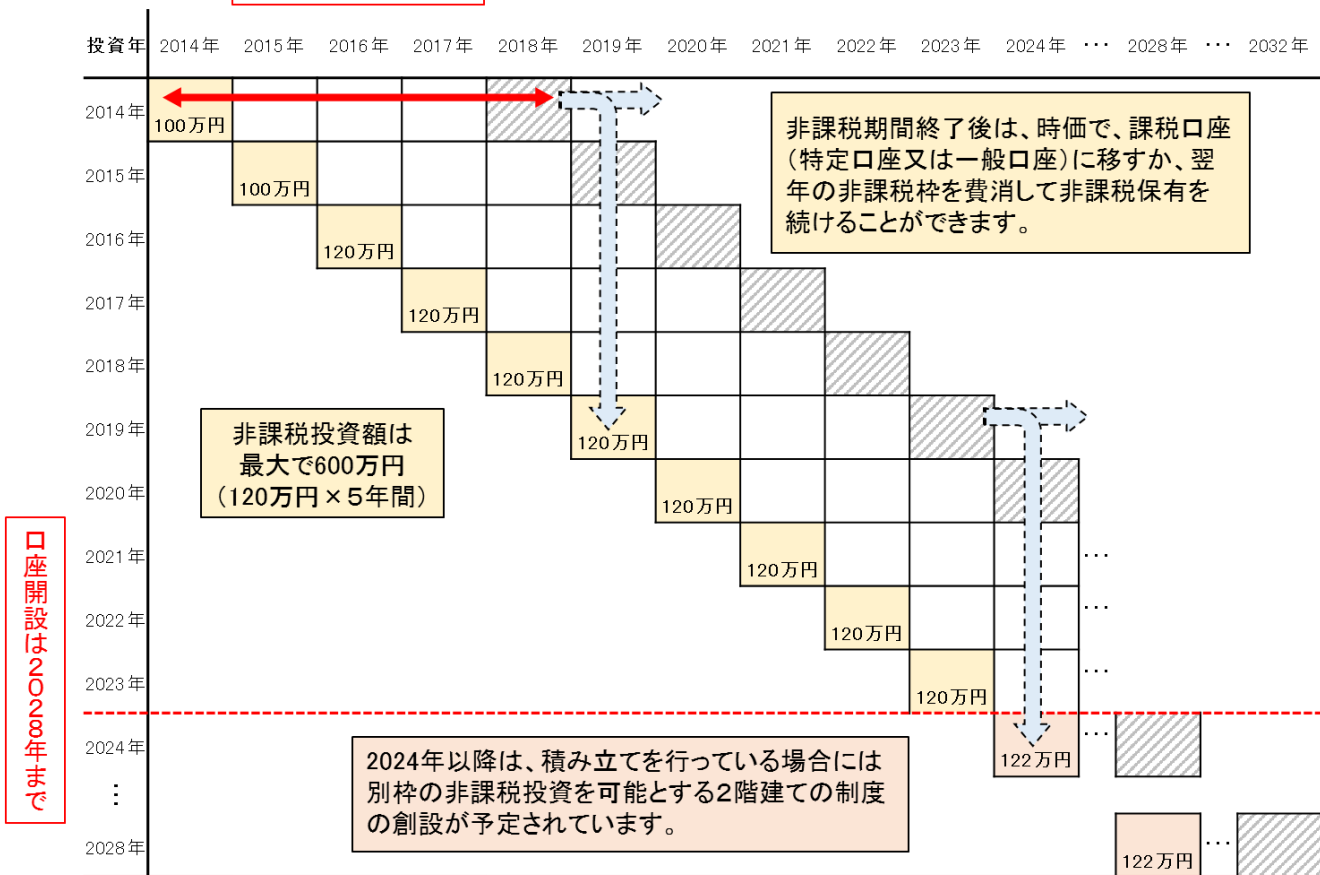 投資年 2014年 2015年 2016年 2017年 2018年 2019年 2020年 2021年 2022年 2023年 2024年 … 2028年 … 2032年
2014年
100万円
非課税期間終了後は、時価で、課税口座
(特定口座又は一般口座)に移すか、翌
年の非課税枠を費消して非課税保有を
続けることができます。
2015年
100万円
2016年
120万円
2017年
120万円
2018年
120万円
2019年
120万円
非課税投資額は
最大で600万円
(120万円×5年間)
2020年
120万円
2021年
120万円
…
2022年
120万円
…
2023年
120万円
…
口座開設は2028年まで
2024年
122万円
…
2024年以降は、積み立てを行っている場合には
別枠の非課税投資を可能とする2階建ての制度
の創設が予定されています。
⋮
2028年
122万円
…